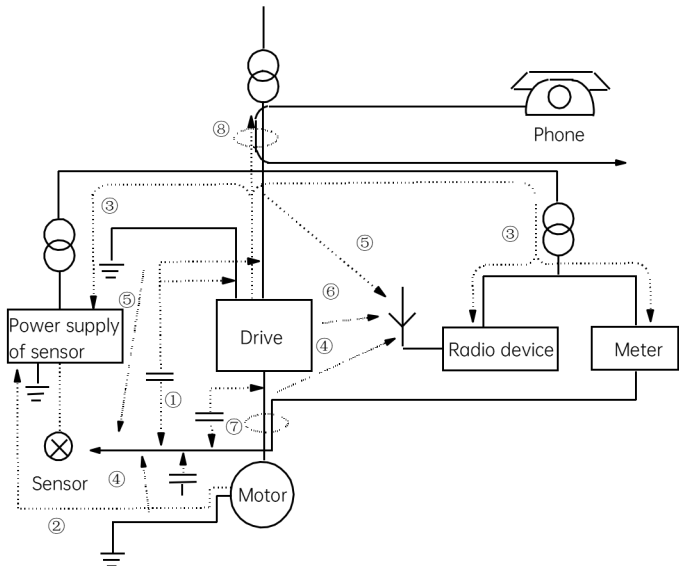 ⑧
Phone
③
⑤
③
⑤
⑥
Power supply
of sensor
Drive
④
Radio device
Meter
①
⑦
Sensor
④
Motor
②